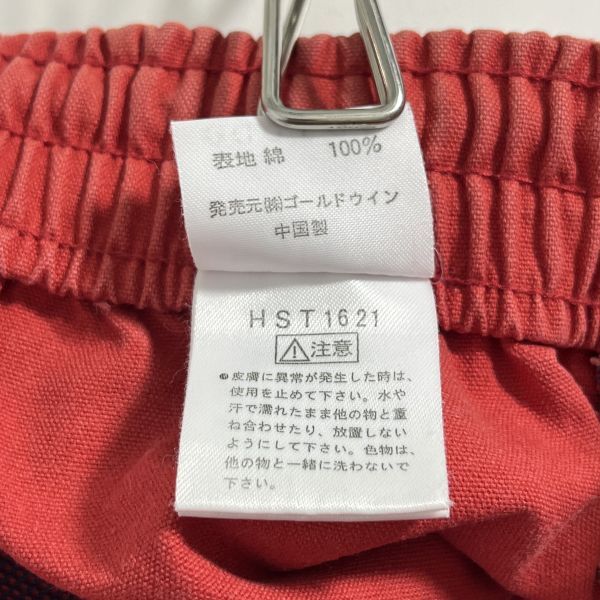 表地 綿 100%
発売元㈱ゴールドウイン
中国製
HST1621
⚠注意
●皮膚に異常が発生した時は、
使用を止めて下さい。水や
汗で濡れたまま他の物と重
ね合わせたり、放置しない
ようにして下さい。色物は、
他の物と一緒に洗わないで
下さい。